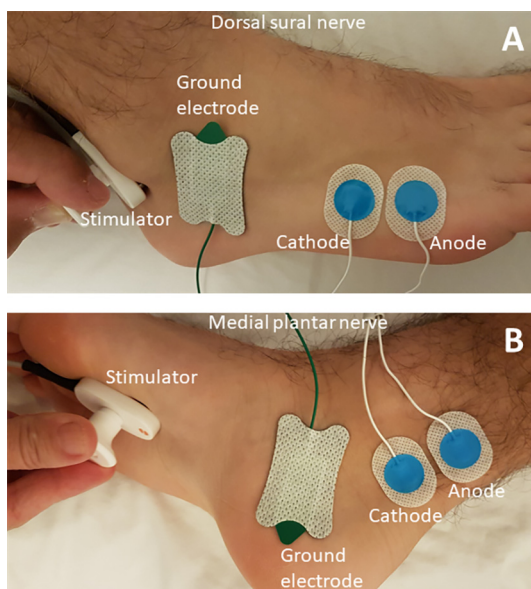 Dorsal sural nerve
A
Ground
electrode
Stimulator
Cathode
Anode
Medial plantar nerve
B
Stimulator
Anode
Cathode
Ground
electrode